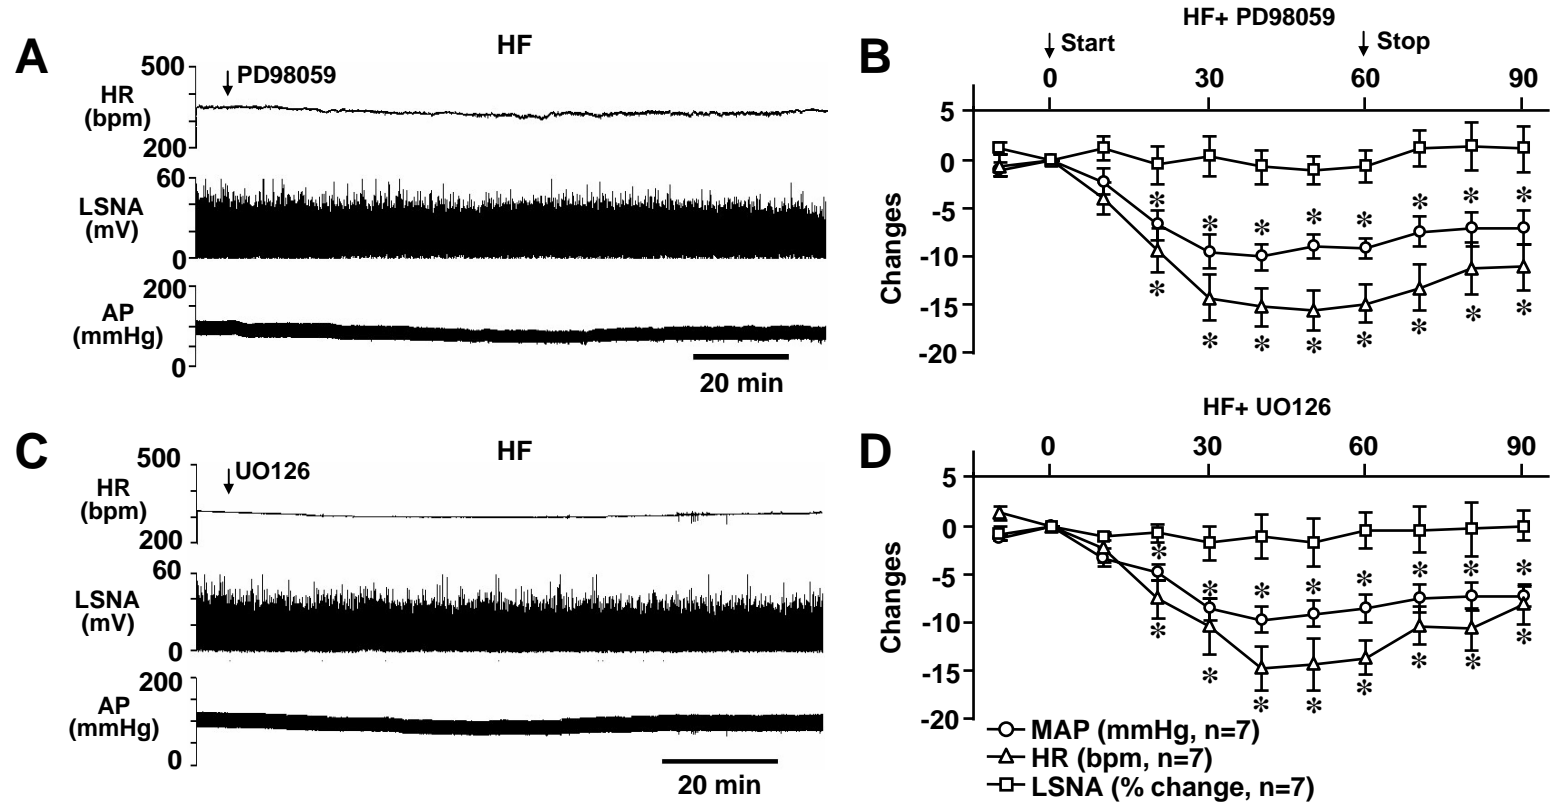 A
HF
500
HR
(bpm)
200
PD98059
60
LSNA
(mV)
0
200
AP
(mmHg)
0
20 min
B
HF+ PD98059
Start
Stop
0 30 60 90
5
0
-5
-10
-15
-20
Changes
* * * * * * * *
* * * * * * * *
C
HF
500
HR
(bpm)
200
UO126
60
LSNA
(mV)
0
200
AP
(mmHg)
0
20 min
D
HF+ UO126
0 30 60 90
5
0
-5
-10
-15
-20
Changes
* * * * * * * *
* * * * * * * *
MAP (mmHg, n=7)
HR (bpm, n=7)
LSNA (% change, n=7)